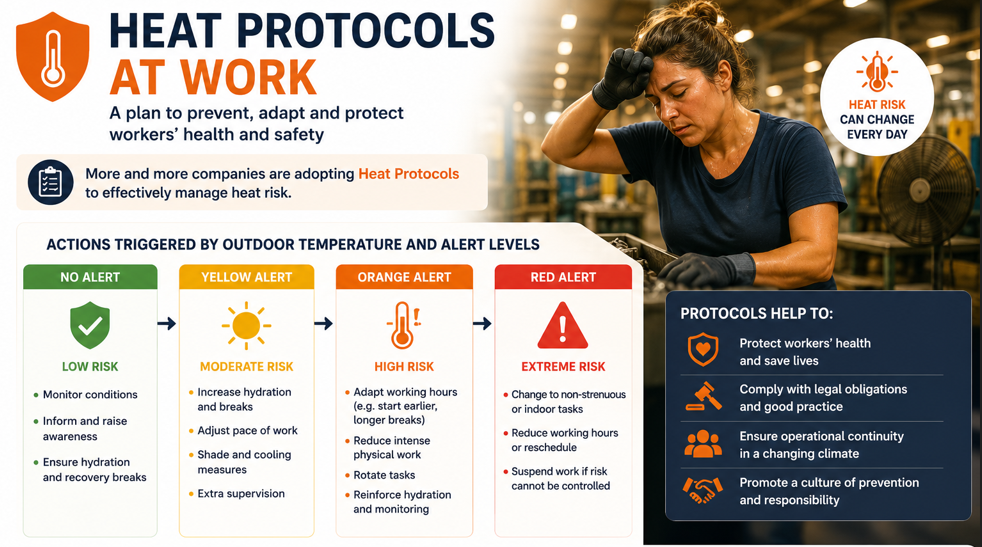 HEAT PROTOCOLS
AT WORK
A plan to prevent, adapt and protect
workers' health and safety
More and more companies are adopting Heat Protocols
to effectively manage heat risk.
HEAT RISK
CAN CHANGE
EVERY DAY
ACTIONS TRIGGERED BY OUTDOOR TEMPERATURE AND ALERT LEVELS
NO ALERT
LOW RISK
• Monitor conditions
• Inform and raise
awareness
• Ensure hydration
and recovery breaks
YELLOW ALERT
MODERATE RISK
• Increase hydration
and breaks
• Adjust pace of work
• Shade and cooling
measures
• Extra supervision
ORANGE ALERT
HIGH RISK
• Adapt working hours
(e.g. start earlier,
longer breaks)
• Reduce intense
physical work
• Rotate tasks
• Reinforce hydration
and monitoring
RED ALERT
EXTREME RISK
• Change to non-strenuous
or indoor tasks
• Reduce working hours
or reschedule
• Suspend work if risk
cannot be controlled
PROTOCOLS HELP TO:
Protect workers' health
and save lives
Comply with legal obligations
and good practice
Ensure operational continuity
in a changing climate
Promote a culture of prevention
and responsibility